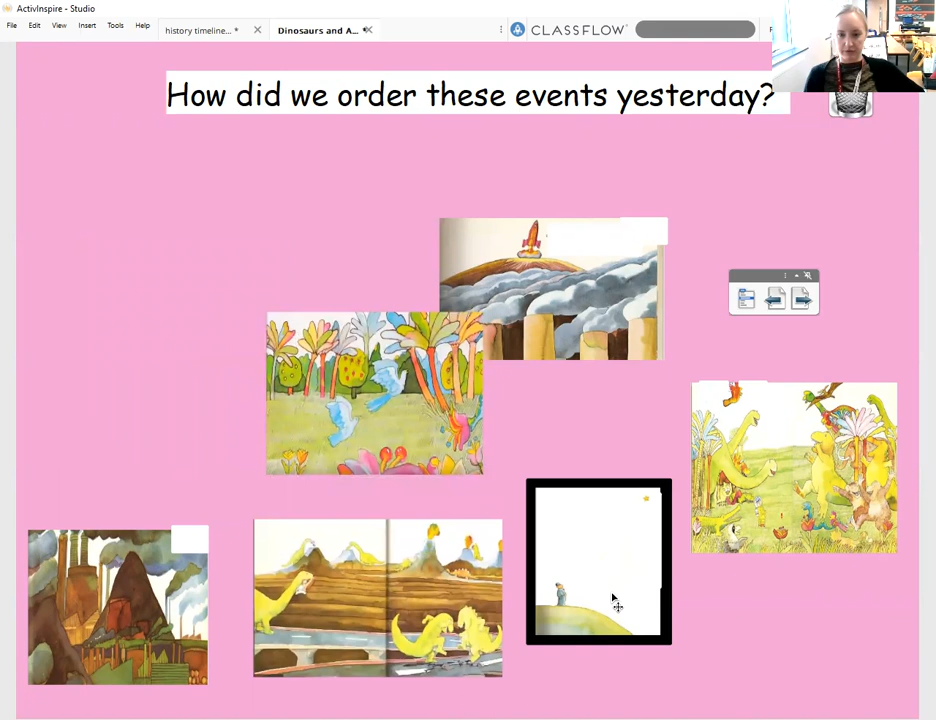 ActivInspire - Studio
File Edit View Insert Tools Help
history timeline... *
Dinosaurs and A... *
CLASSFLOW
How did we order these events yesterday?